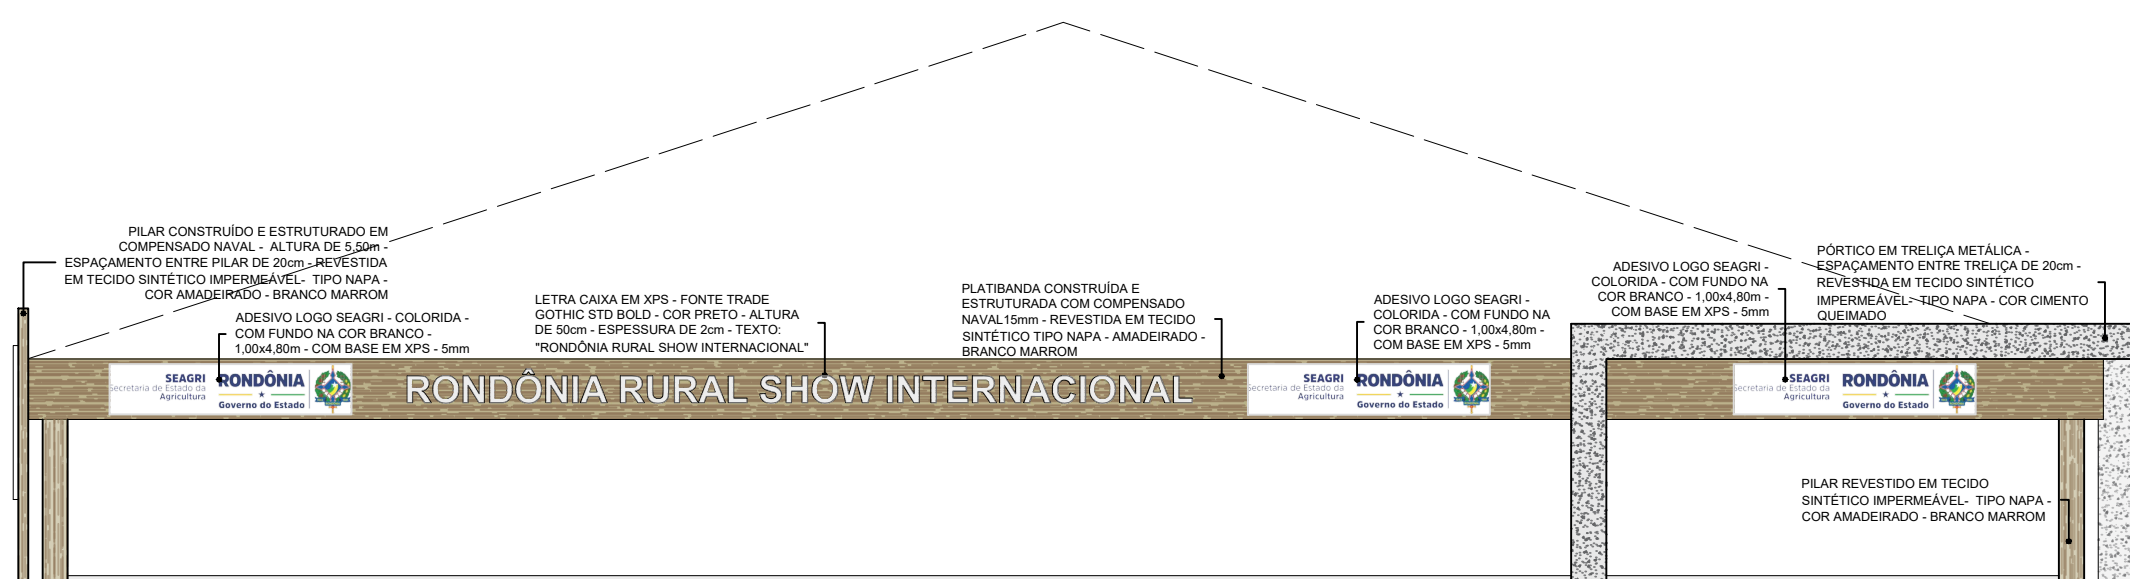 PILAR CONSTRUÍDO E ESTRUTURADO EM
COMPENSADO NAVAL - ALTURA DE 5,50m -
ESPAÇAMENTO ENTRE PILAR DE 20cm - REVESTIDA
EM TECIDO SINTÉTICO IMPERMEÁVEL- TIPO NAPA -
COR AMADEIRADO - BRANCO MARROM
ADESIVO LOGO SEAGRI - COLORIDA -
COM FUNDO NA COR BRANCO -
1,00x4,80m - COM BASE EM XPS - 5mm
LETRA CAIXA EM XPS - FONTE TRADE
GOTHIC STD BOLD - COR PRETO - ALTURA
DE 50cm - ESPESSURA DE 2cm - TEXTO:
"RONDÔNIA RURAL SHOW INTERNACIONAL"
PLATIBANDA CONSTRUÍDA E
ESTRUTURADA COM COMPENSADO
NAVAL15mm - REVESTIDA EM TECIDO
SINTÉTICO TIPO NAPA - AMADEIRADO -
BRANCO MARROM
ADESIVO LOGO SEAGRI -
COLORIDA - COM FUNDO NA
COR BRANCO - 1,00x4,80m -
COM BASE EM XPS - 5mm
ADESIVO LOGO SEAGRI -
COLORIDA - COM FUNDO NA
COR BRANCO - 1,00x4,80m -
COM BASE EM XPS - 5mm
PÓRTICO EM TRELIÇA METÁLICA -
ESPAÇAMENTO ENTRE TRELIÇA DE 20cm -
REVESTIDA EM TECIDO SINTÉTICO
IMPERMEÁVEL- TIPO NAPA - COR CIMENTO
QUEIMADO
SEAGRI
Secretaria de Estado da
Agricultura
RONDÔNIA
Governo do Estado
RONDÔNIA RURAL SHOW INTERNACIONAL
SEAGRI
Secretaria de Estado da
Agricultura
RONDÔNIA
Governo do Estado
SEAGRI
Secretaria de Estado da
Agricultura
RONDÔNIA
Governo do Estado
PILAR REVESTIDO EM TECIDO
SINTÉTICO IMPERMEÁVEL- TIPO NAPA -
COR AMADEIRADO - BRANCO MARROM